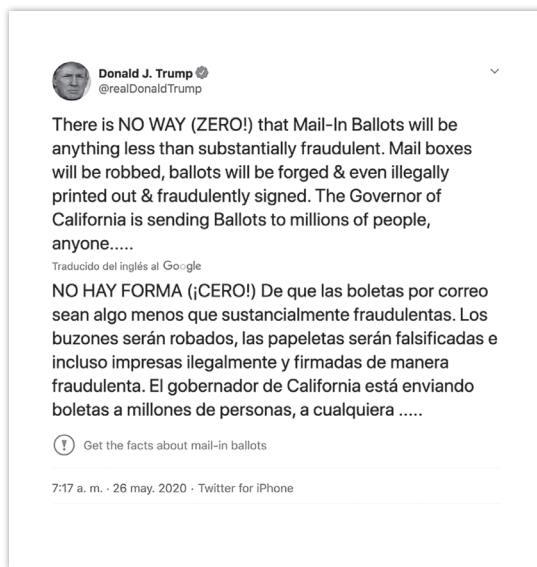 Donald J. Trump
@realDonaldTrump
There is NO WAY (ZERO!) that Mail-In Ballots will be
anything less than substantially fraudulent. Mail boxes
will be robbed, ballots will be forged & even illegally
printed out & fraudulently signed. The Governor of
California is sending Ballots to millions of people,
anyone.....
Traducido del inglés al Google
NO HAY FORMA (¡CERO!) De que las boletas por correo
sean algo menos que sustancialmente fraudulentas. Los
buzones serán robados, las papeletas serán falsificadas e
incluso impresas ilegalmente y firmadas de manera
fraudulenta. El gobernador de California está enviando
boletas a millones de personas, a cualquiera .....
Get the facts about mail-in ballots
7:17 a. m. · 26 may. 2020 · Twitter for iPhone